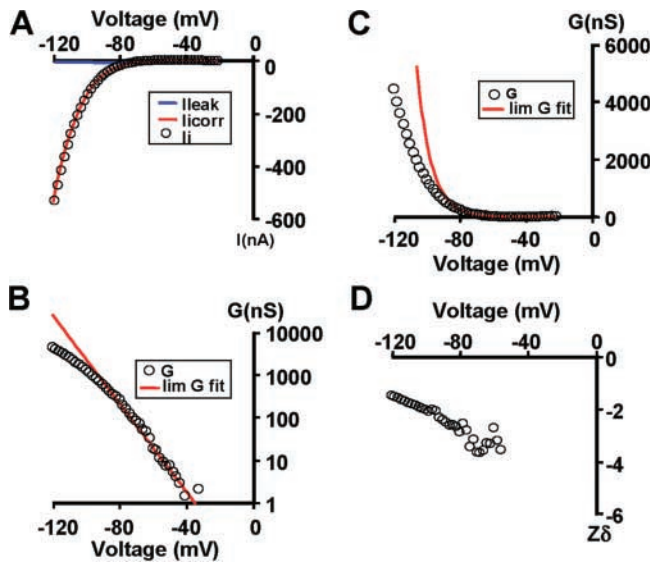 A
Voltage (mV)
-120 -80 -40 0
0
-200
-400
-600
I(nA)
Ileak
Iicorr
Ii
C
G(nS)
6000
4000
2000
0
G
lim G fit
-120 -80 -40 0
Voltage (mV)
B
G(nS)
10000
1000
100
10
1
G
lim G fit
-120 -80 -40 0
Voltage (mV)
D
Voltage (mV)
-120 -80 -40 0
0
-2
-4
-6
Zδ